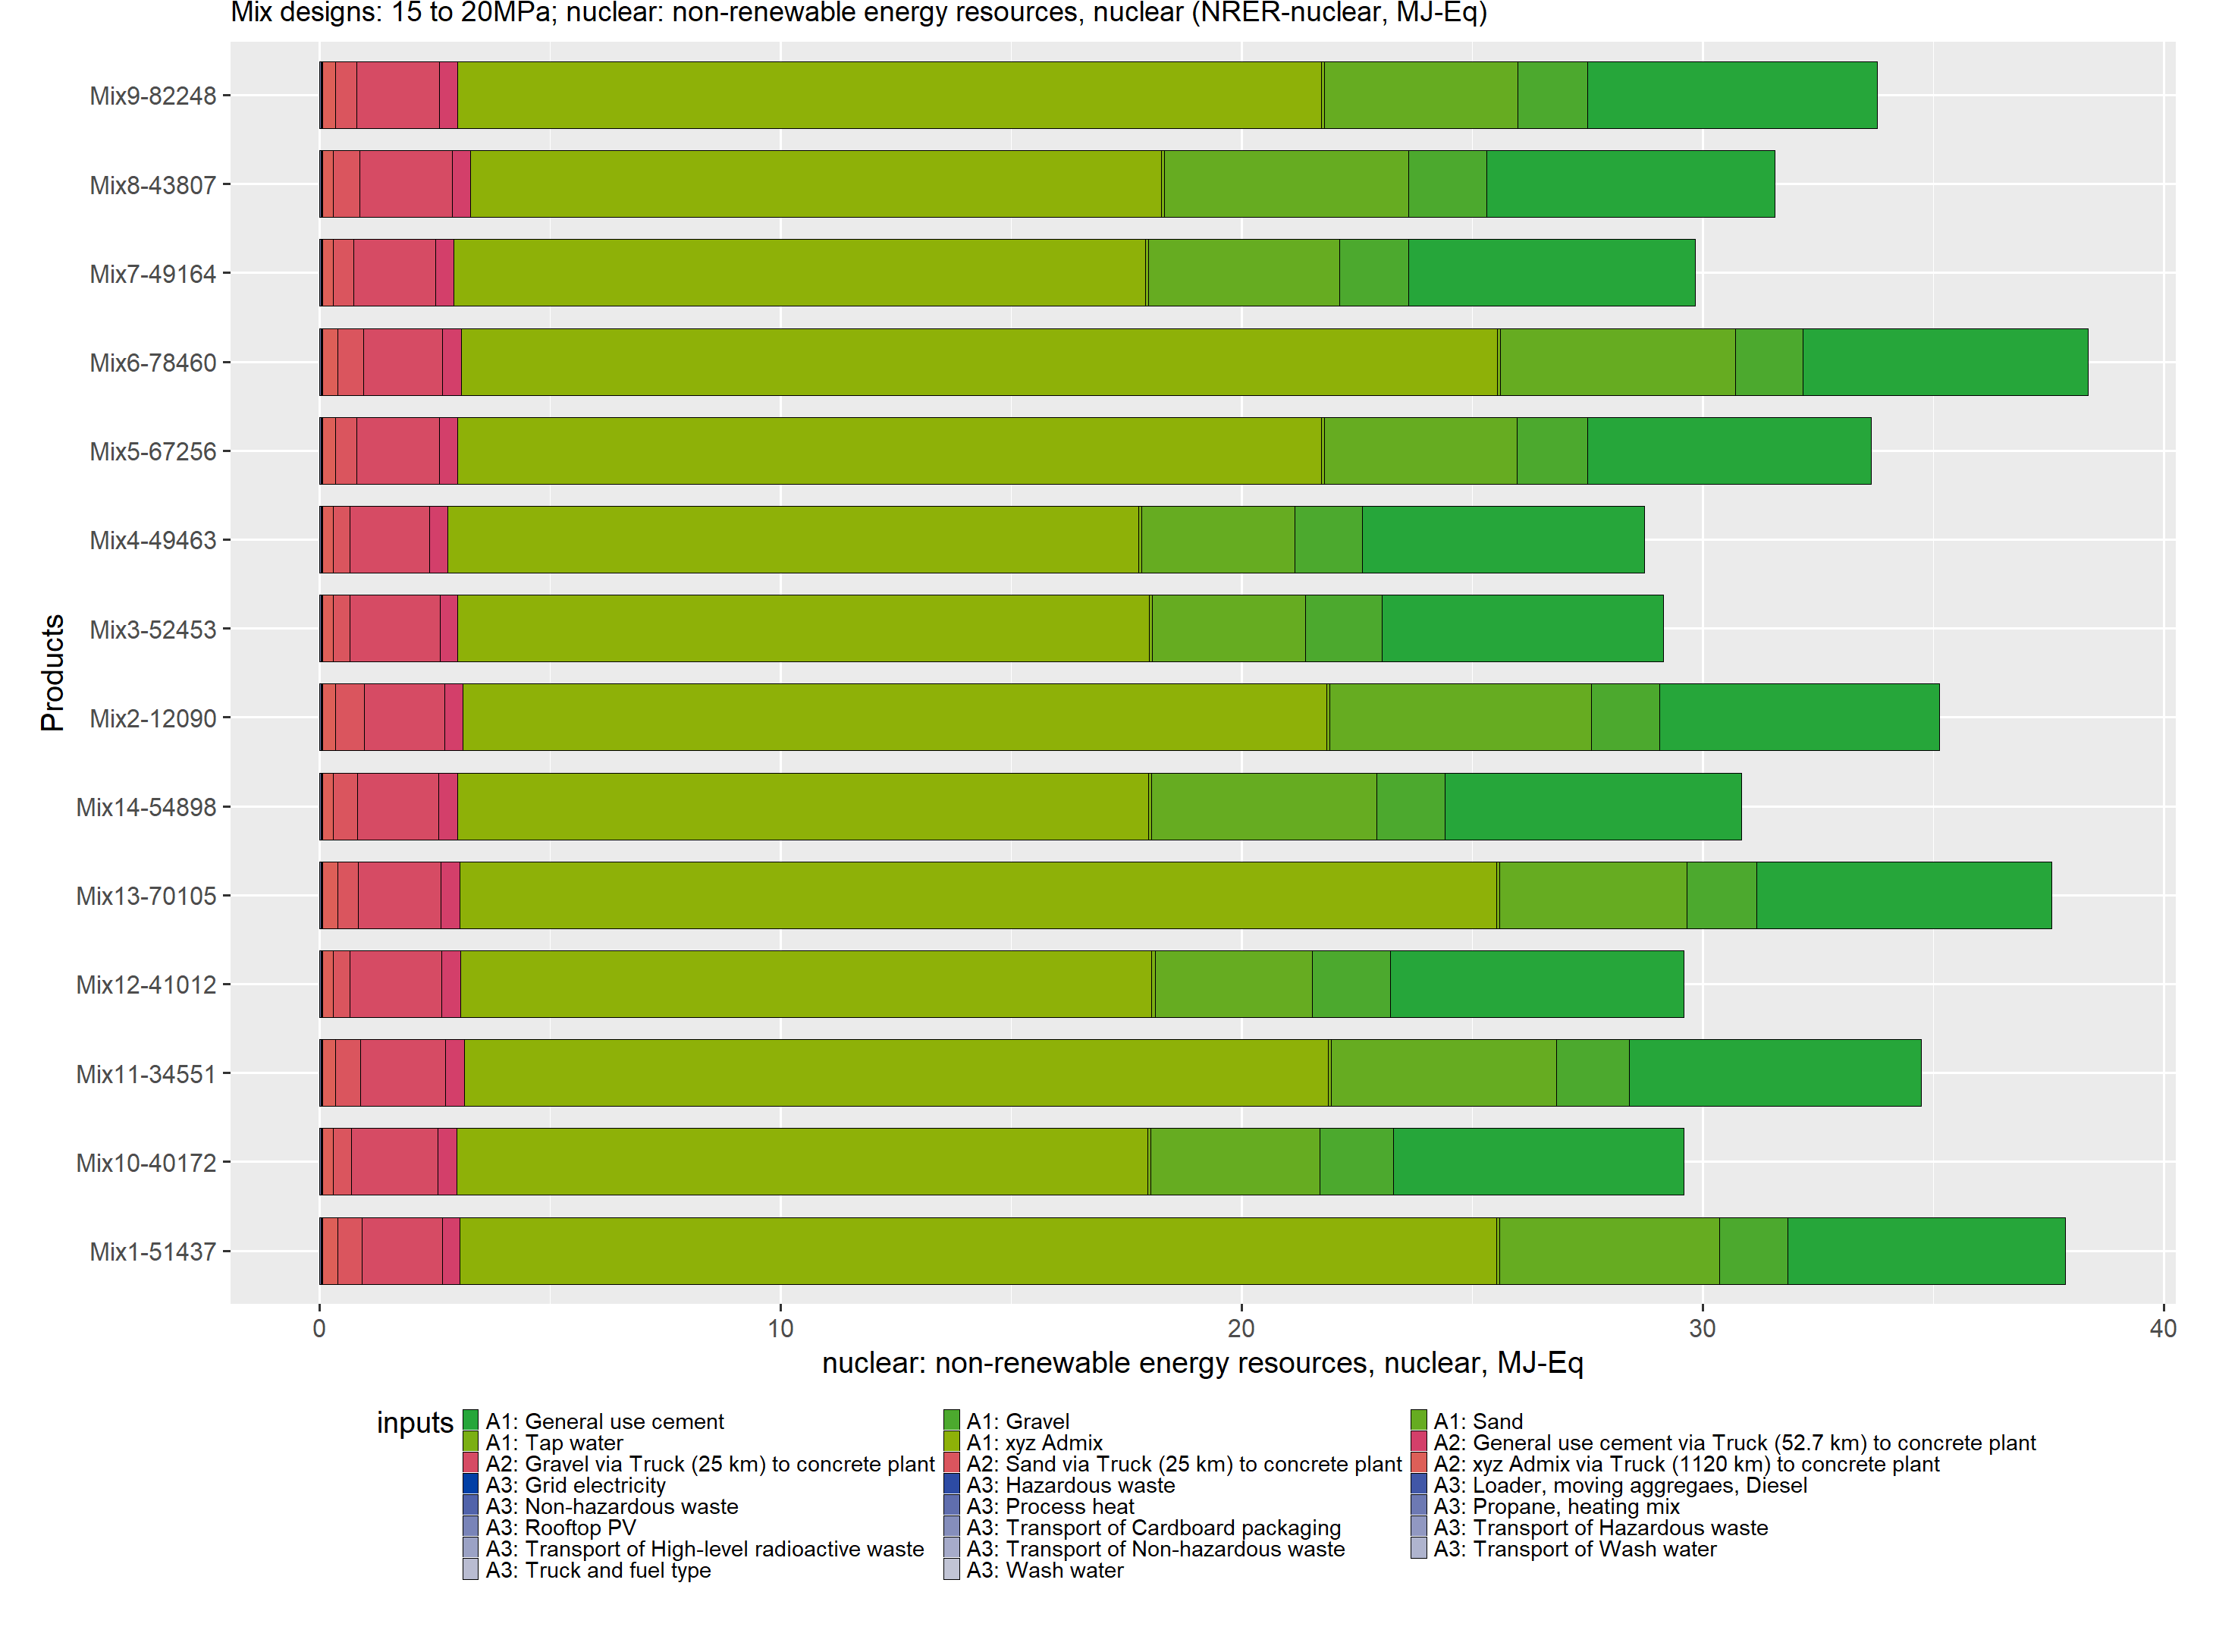 Mix designs: 15 to 20MPa; nuclear: non-renewable energy resources, nuclear (NRER-nuclear, MJ-Eq)
Products
Mix9-82248
Mix8-43807
Mix7-49164
Mix6-78460
Mix5-67256
Mix4-49463
Mix3-52453
Mix2-12090
Mix14-54898
Mix13-70105
Mix12-41012
Mix11-34551
Mix10-40172
Mix1-51437
0 10 20 30 40
nuclear: non-renewable energy resources, nuclear, MJ-Eq
inputs
A1: General use cement A1: Gravel A1: Sand
A1: Tap water A1: xyz Admix A2: General use cement via Truck (52.7 km) to concrete plant
A2: Gravel via Truck (25 km) to concrete plant A2: Sand via Truck (25 km) to concrete plant A2: xyz Admix via Truck (1120 km) to concrete plant
A3: Grid electricity A3: Hazardous waste A3: Loader, moving aggregaes, Diesel
A3: Non-hazardous waste A3: Process heat A3: Propane, heating mix
A3: Rooftop PV A3: Transport of Cardboard packaging A3: Transport of Hazardous waste
A3: Transport of High-level radioactive waste A3: Transport of Non-hazardous waste A3: Transport of Wash water
A3: Truck and fuel type A3: Wash water